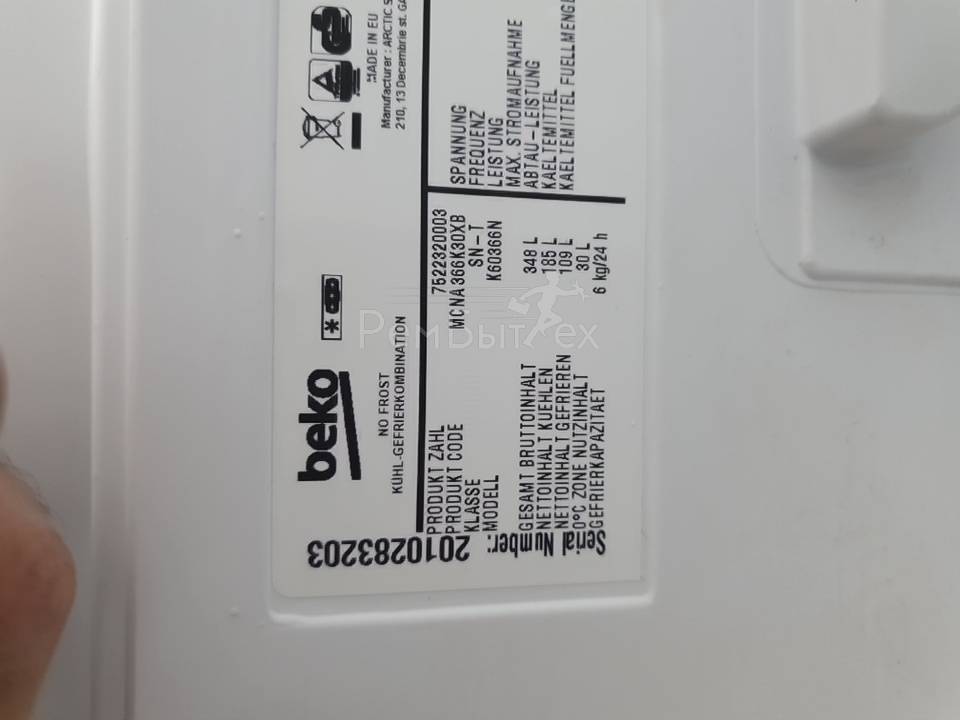 beko
NO FROST
KUHL-GEFRIERKOMBINATION
MADE IN EU
Manufacturer : ARCTIC S
210, 13 Decembrie st. GA
PRODUKT ZAHL 7522320003
PRODUKT CODE MCNA366K30XB
KLASSE SN-T
MODELL K60366N
GESAMT BRUTTOINHALT 348 L
NETTOINHALT KUEHLEN 185 L
NETTOINHALT GEFRIEREN 109 L
0°C ZONE NUTZINHALT 30 L
GEFRIERKAPAZITAET 6 kg/24 h
SPANNUNG
FREQUENZ
LEISTUNG
MAX. STROMAUFNAHME
ABTAU-LEISTUNG
KAELTEMITTEL
KAELTEMITTEL FUELLMENGE
Serial Number:
2010283203
РемБытТех